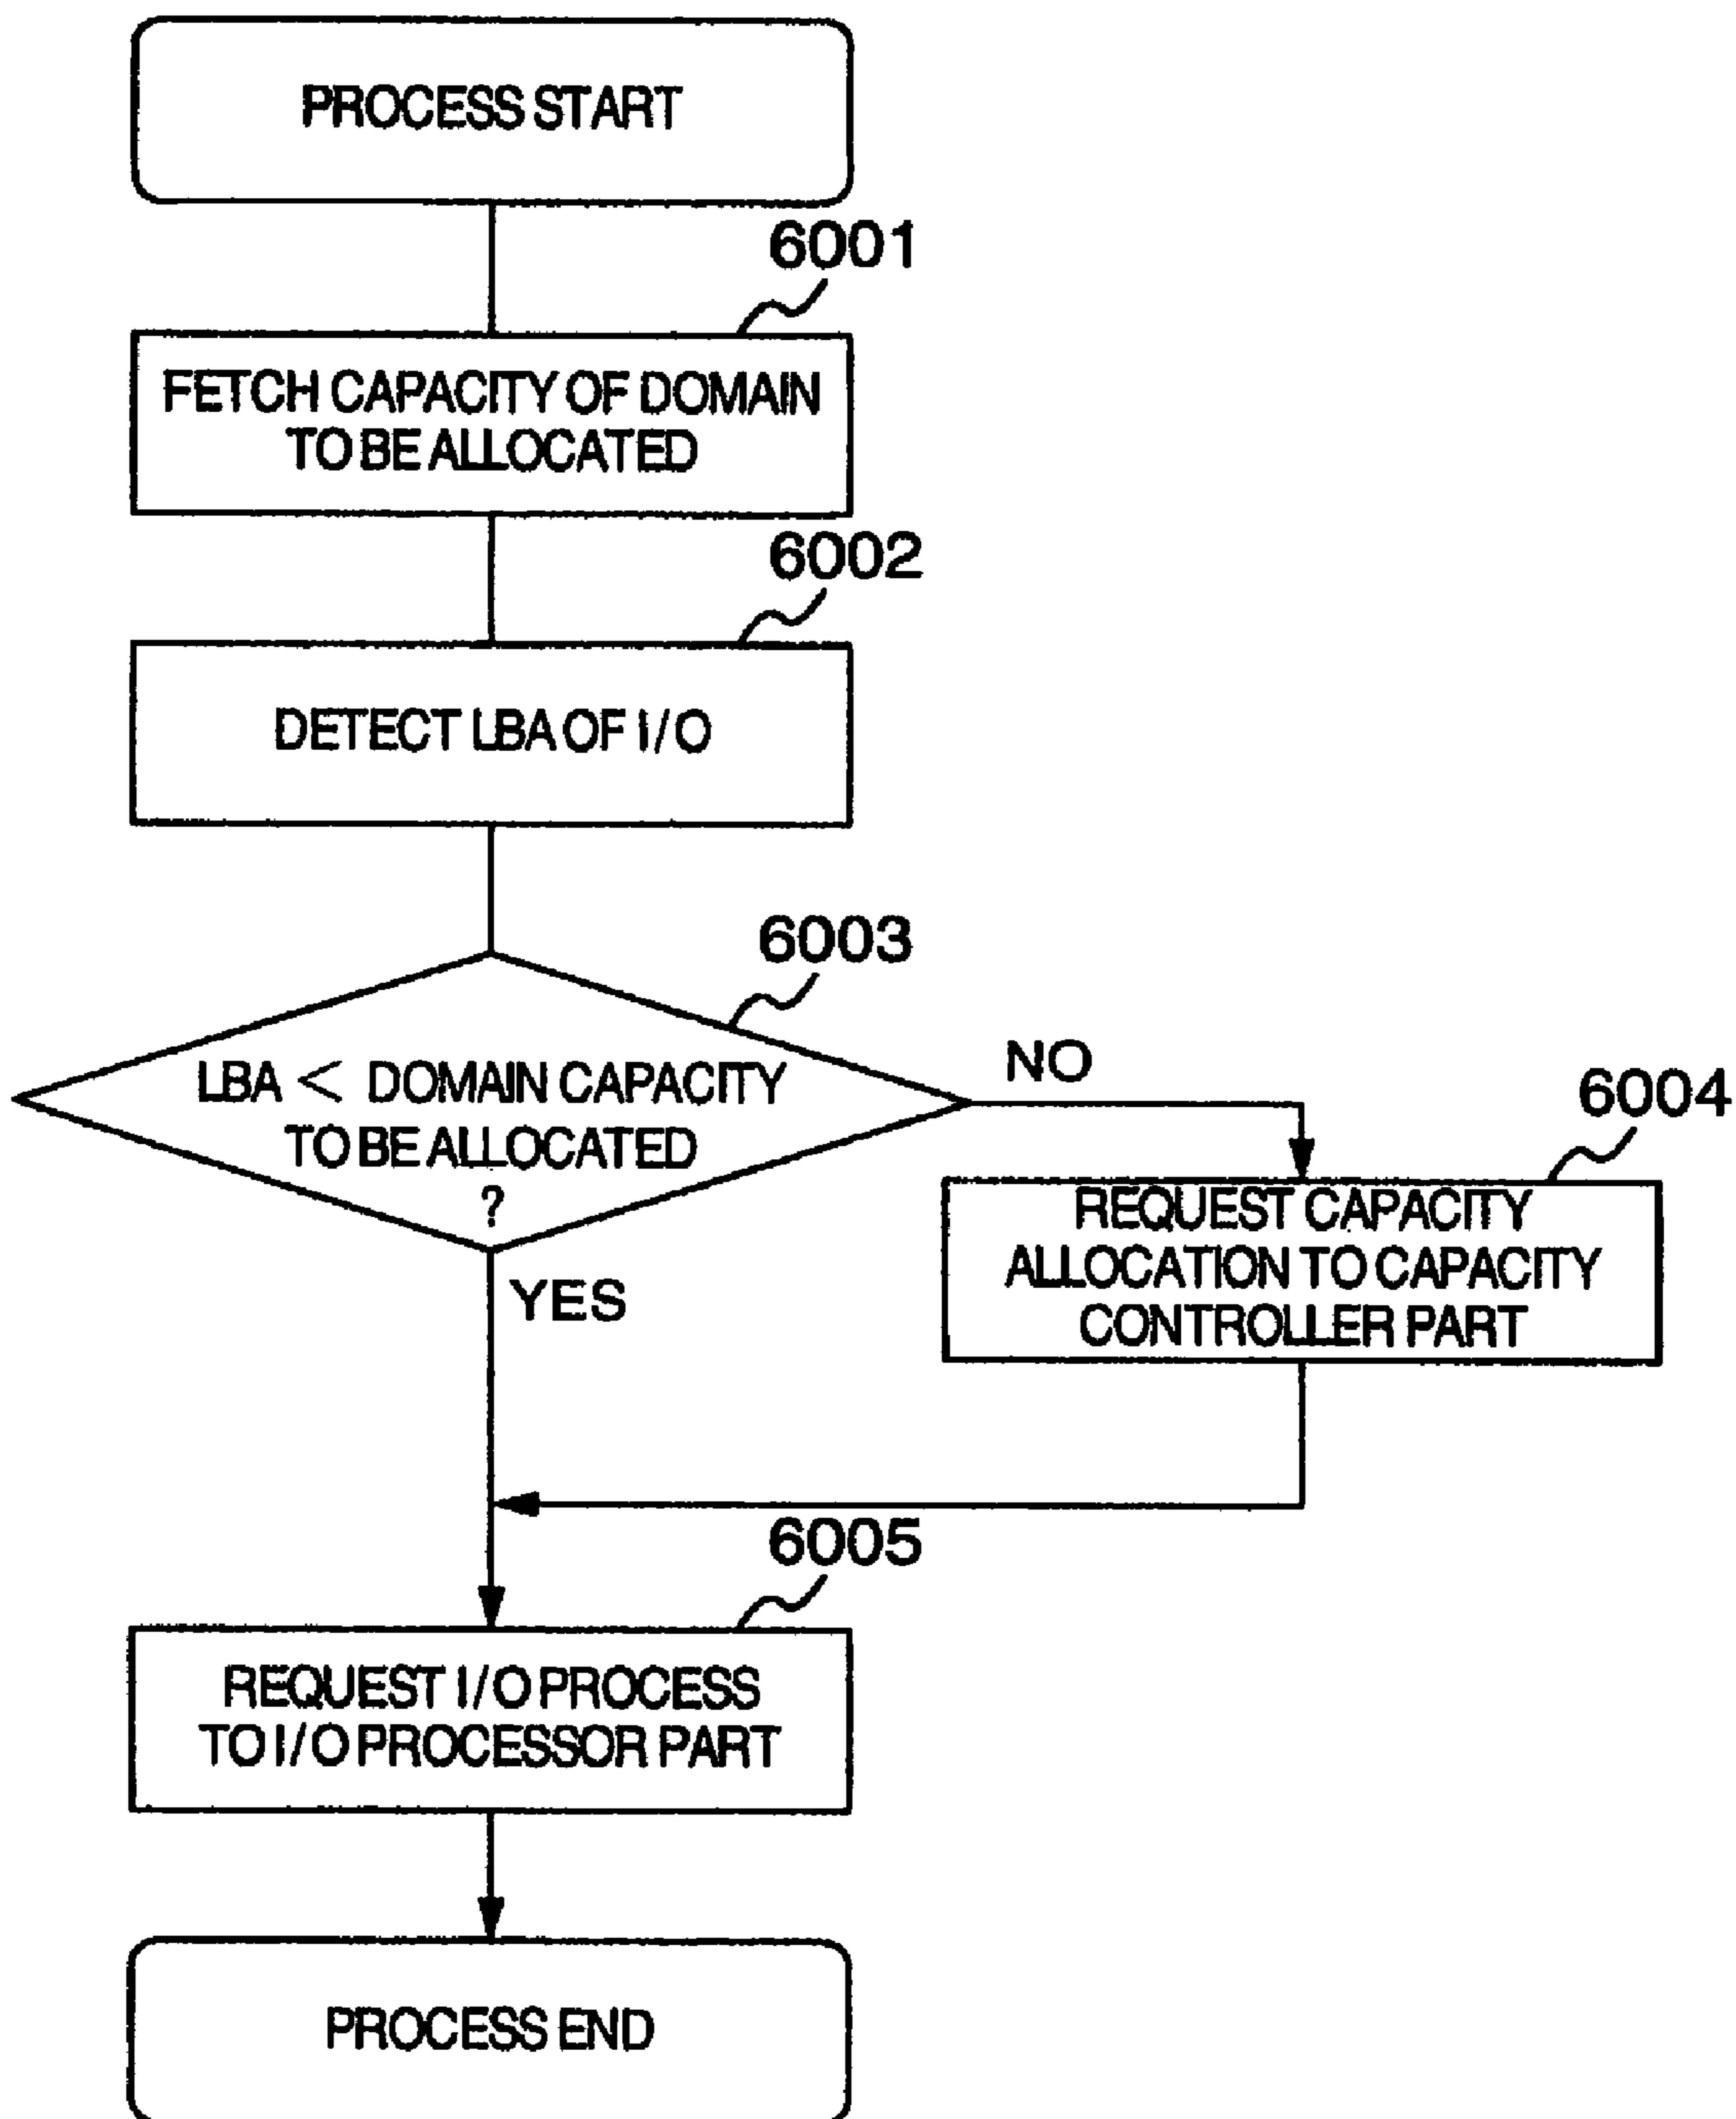 PROCESS START
6001
FETCH CAPACITY OF DOMAIN
TO BE ALLOCATED
6002
DETECT LBA OF I/O
6003
LBA < DOMAIN CAPACITY
TO BE ALLOCATED
?
NO
YES
6004
REQUEST CAPACITY
ALLOCATION TO CAPACITY
CONTROLLER PART
6005
REQUEST I/O PROCESS
TO I/O PROCESSOR PART
PROCESS END